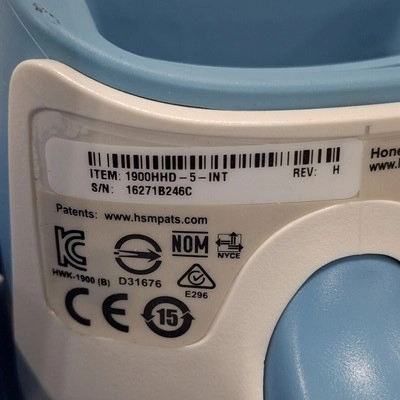 ITEM: 1900HHD-5-INT REV: H
S/N: 16271B246C
Hone
www.
Patents: www.hsmpats.com
NOM
NYCE
HWK-1900 (B) D31676
E296
CE 15